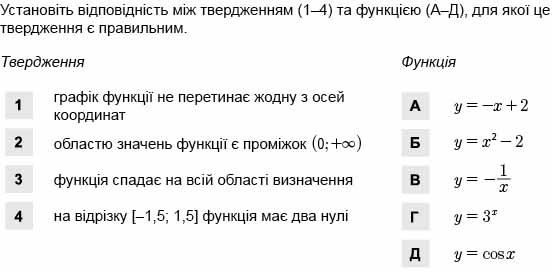 Установіть відповідність між твердженням (1–4) та функцією (А–Д), для якої це
твердження є правильним.
Твердження
Функція
1 графік функції не перетинає жодну з осей
координат
2 областю значень функції є проміжок (0;+∞)
3 функція спадає на всій області визначення
4 на відрізку [–1,5; 1,5] функція має два нулі
А y = −x + 2
Б y = x² − 2
В y = −1/x
Г y = 3ˣ
Д y = cos x